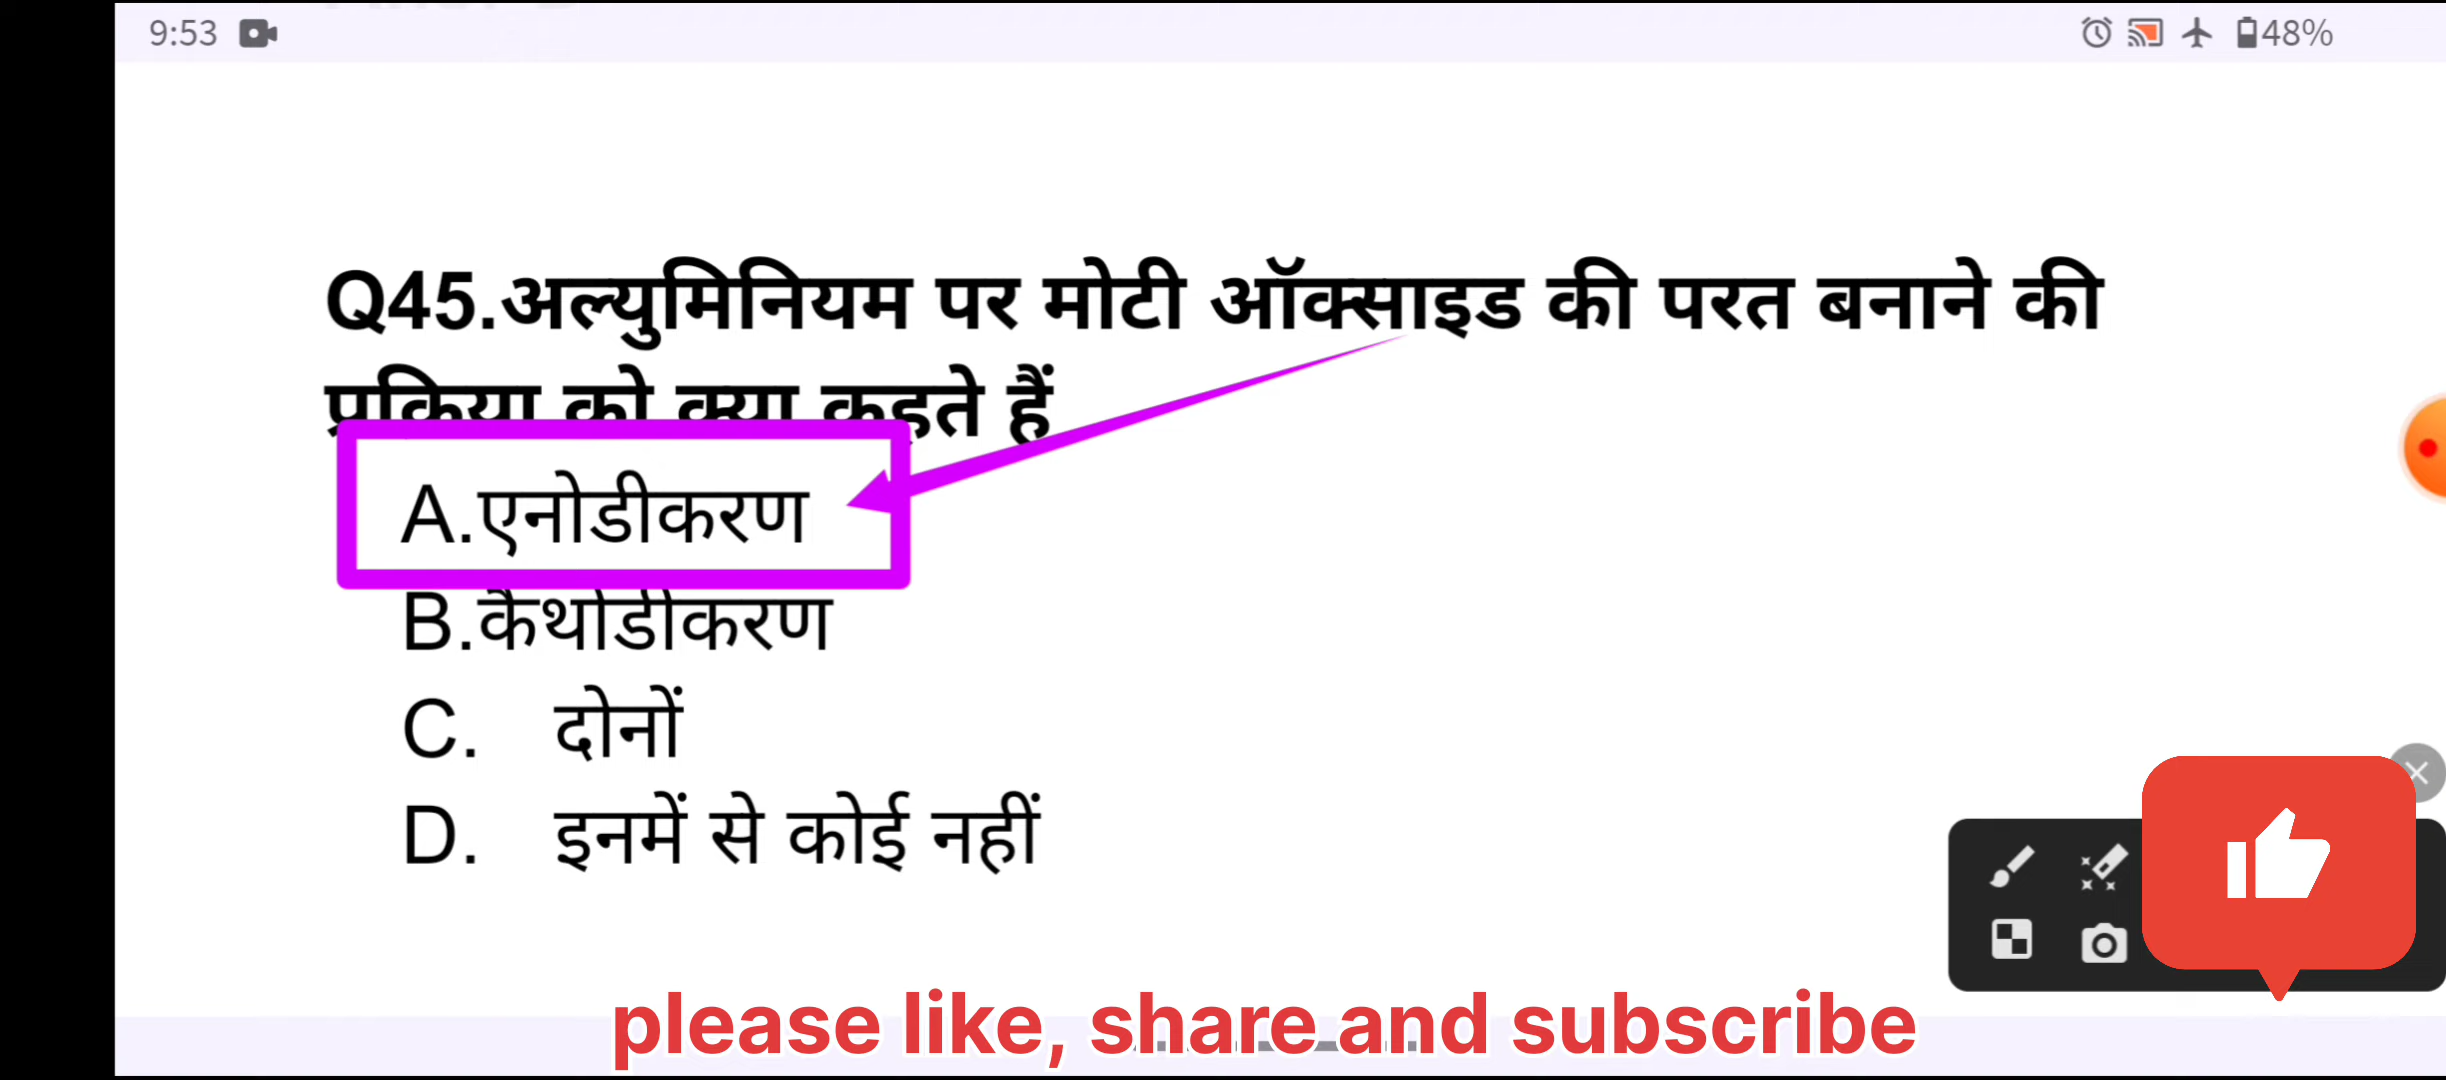 9:53
48%
Q45.अल्युमिनियम पर मोटी ऑक्साइड की परत बनाने की
प्रक्रिया को क्या कहते हैं
A.एनोडीकरण
B.कैथोडीकरण
C. दोनों
D. इनमें से कोई नहीं
please like, share and subscribe